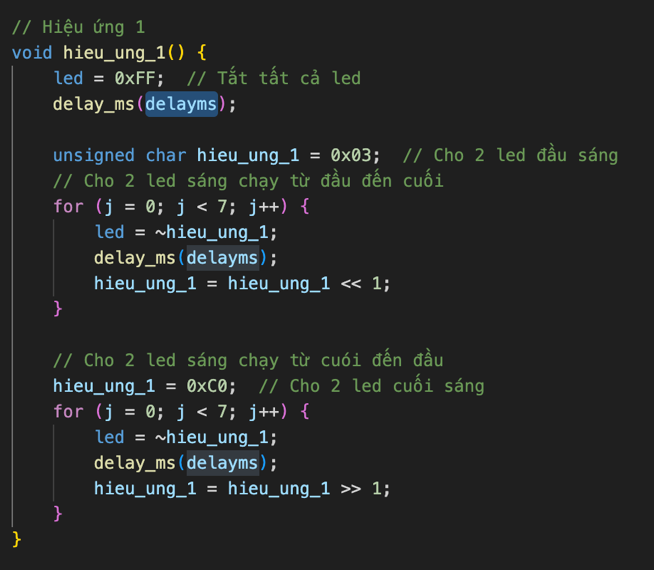 // Hiệu ứng 1
void hieu_ung_1() {
    led = 0xFF;  // Tắt tất cả led
    delay_ms(delayms);

    unsigned char hieu_ung_1 = 0x03;  // Cho 2 led đầu sáng
    // Cho 2 led sáng chạy từ đầu đến cuối
    for (j = 0; j < 7; j++) {
        led = ~hieu_ung_1;
        delay_ms(delayms);
        hieu_ung_1 = hieu_ung_1 << 1;
    }

    // Cho 2 led sáng chạy từ cuói đến đầu
    hieu_ung_1 = 0xC0;  // Cho 2 led cuối sáng
    for (j = 0; j < 7; j++) {
        led = ~hieu_ung_1;
        delay_ms(delayms);
        hieu_ung_1 = hieu_ung_1 >> 1;
    }
}